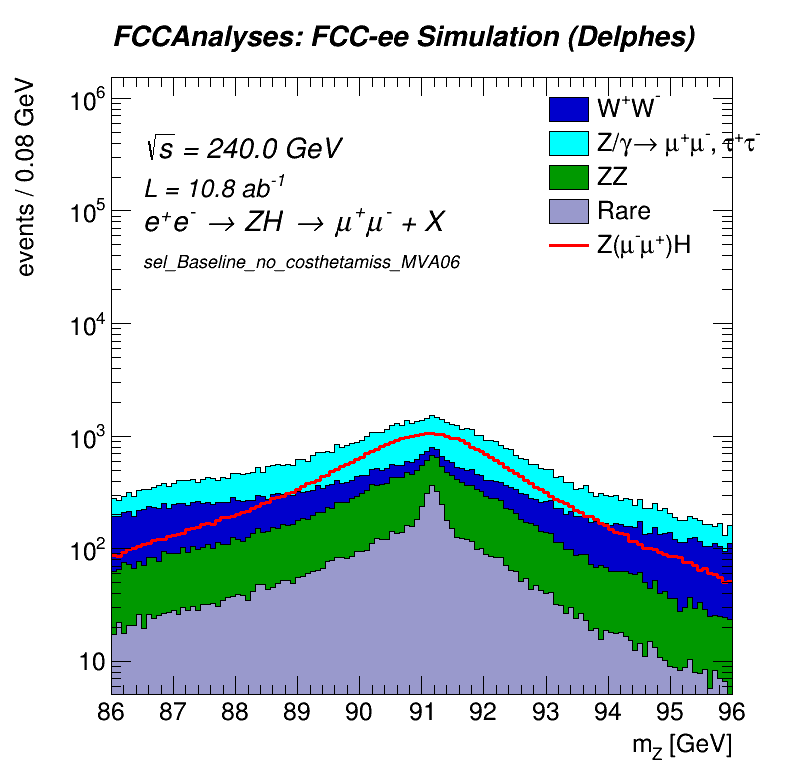 FCCAnalyses: FCC-ee Simulation (Delphes)
events / 0.08 GeV
10⁶
10⁵
10⁴
10³
10²
10
√s = 240.0 GeV
L = 10.8 ab⁻¹
e⁺e⁻ → ZH → μ⁺μ⁻ + X
sel_Baseline_no_costhetamiss_MVA06
W⁺W⁻
Z/γ→ μ⁺μ⁻, τ⁺τ⁻
ZZ
Rare
Z(μ⁻μ⁺)H
86 87 88 89 90 91 92 93 94 95 96
m_Z [GeV]